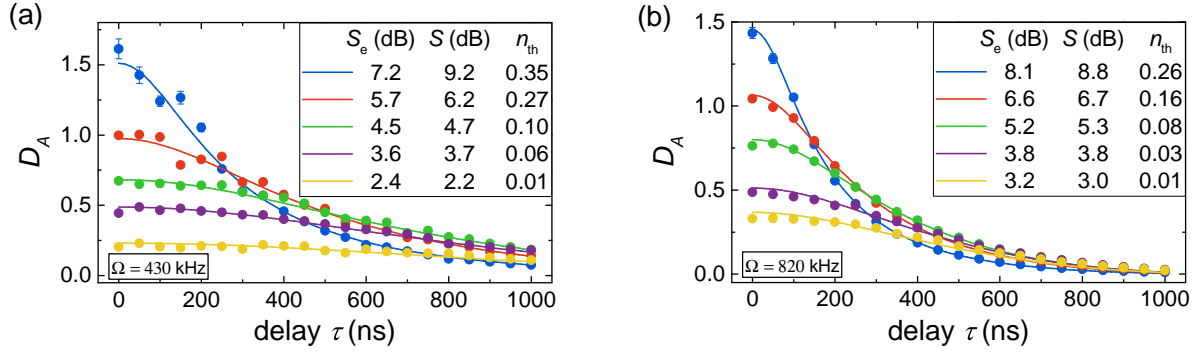 (a)
D_A
1.5
1.0
0.5
0.0
S_e (dB) S (dB) n_th
7.2 9.2 0.35
5.7 6.2 0.27
4.5 4.7 0.10
3.6 3.7 0.06
2.4 2.2 0.01
Ω = 430 kHz
0 200 400 600 800 1000
delay τ (ns)
(b)
D_A
1.5
1.0
0.5
0.0
S_e (dB) S (dB) n_th
8.1 8.8 0.26
6.6 6.7 0.16
5.2 5.3 0.08
3.8 3.8 0.03
3.2 3.0 0.01
Ω = 820 kHz
0 200 400 600 800 1000
delay τ (ns)